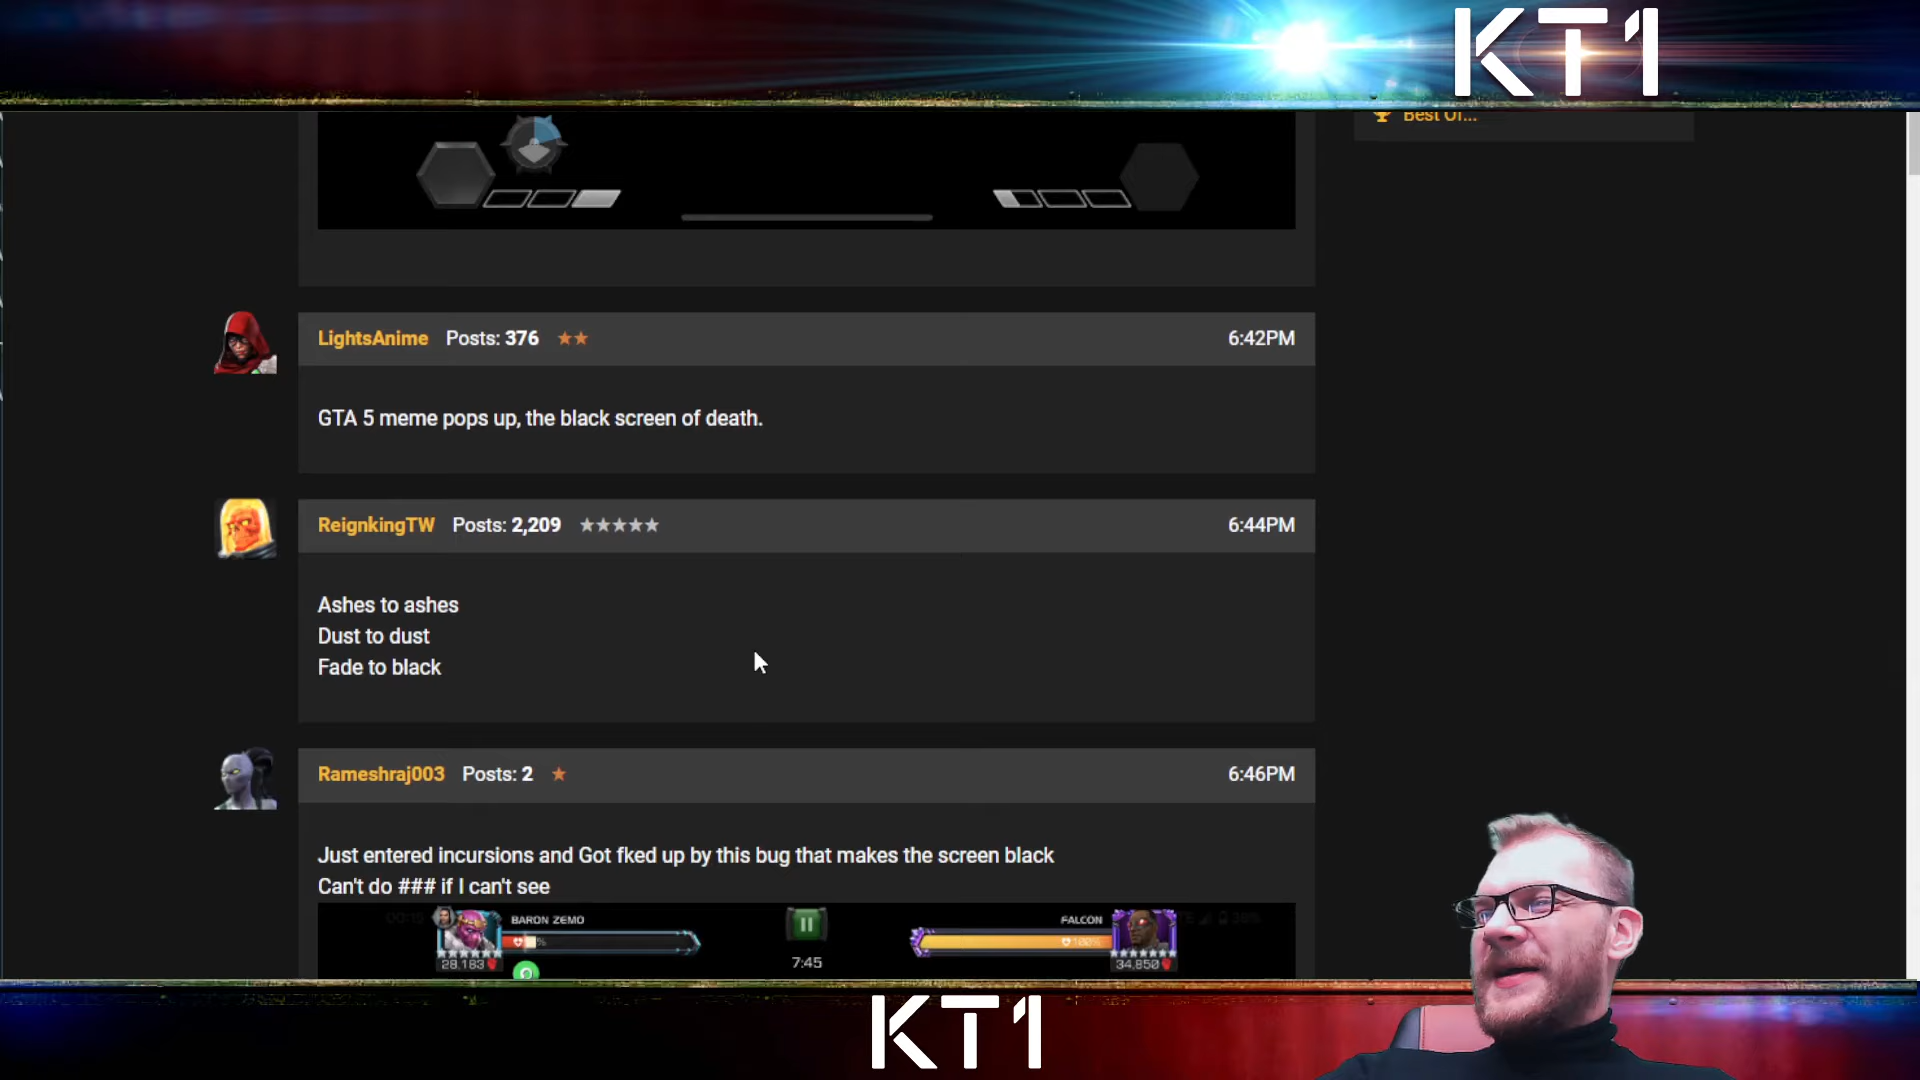 KT1
Best Of...
LightsAnime Posts: 376 ★★ 6:42PM
GTA 5 meme pops up, the black screen of death.
ReignkingTW Posts: 2,209 ★★★★★ 6:44PM
Ashes to ashes
Dust to dust
Fade to black
Rameshraj003 Posts: 2 ★ 6:46PM
Just entered incursions and Got fked up by this bug that makes the screen black
Can't do ### if I can't see
BARON ZEMO FALCON
% 100%
28,183 7:45 34,850
KT1